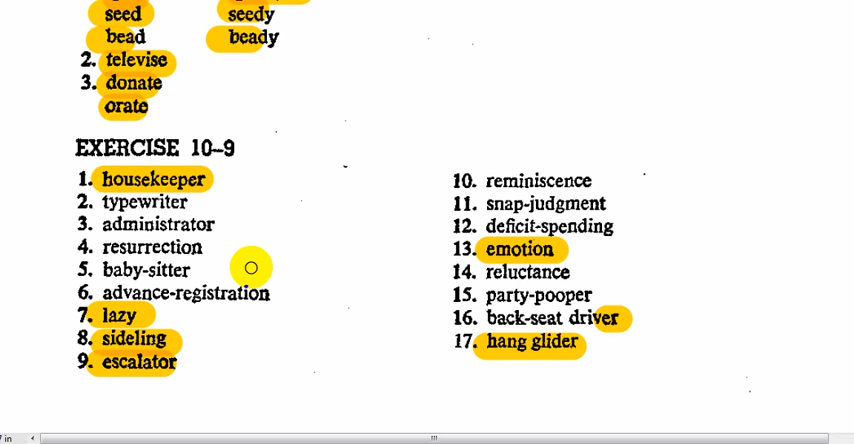 seed seedy
bead beady
2. televise
3. donate
orate
EXERCISE 10–9
1. housekeeper
2. typewriter
3. administrator
4. resurrection
5. baby-sitter
6. advance-registration
7. lazy
8. sideling
9. escalator
10. reminiscence
11. snap-judgment
12. deficit-spending
13. emotion
14. reluctance
15. party-pooper
16. back-seat driver
17. hang glider
in